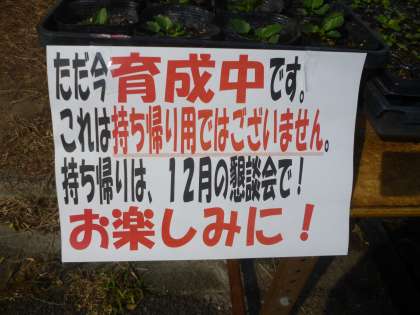 ただ今育成中です。
これは持ち帰り用ではございません。
持ち帰りは、12月の懇談会で！
お楽しみに！